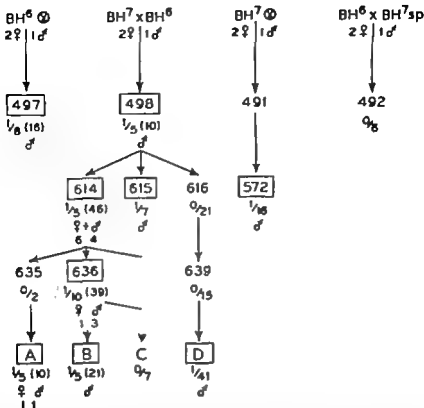 BH⁶ BH⁷ x BH⁶ BH⁷ BH⁶ x BH⁷sp
2♀ 1♂ 2♀ 1♂ 2♀ 1♂ 2♀ 1♂
497 498 491 492
1/8 (16) 1/5 (10)
♂ ♂
614 615 616 572
1/5 (46) 1/7 0/21 1/16
♀+♂ ♂ ♂
6 4
635 636 639
0/2 1/10 (39) 0/15
♀ ♂
1 3
A B C D
1/5 (10) 1/5 (21) 0/7 1/41
♀ ♂ ♂ ♂
1 1